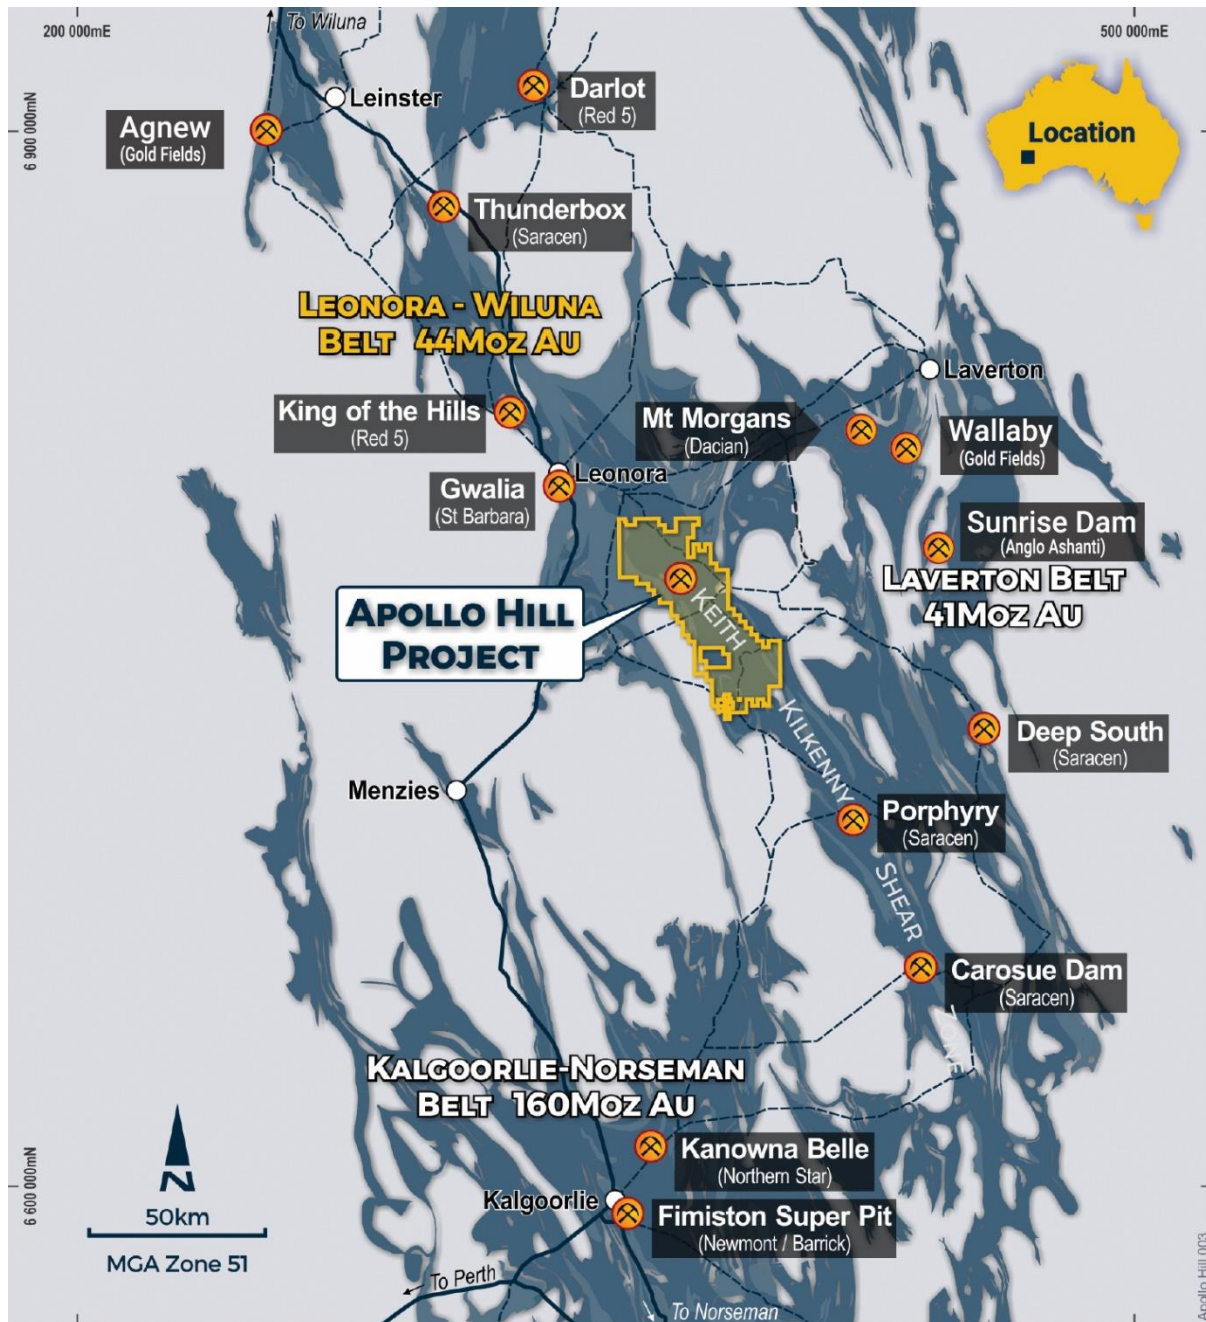 To Wiluna
200 000mE
500 000mE
Leinster
Darlot
(Red 5)
6 900 000mN
Agnew
(Gold Fields)
Location
Thunderbox
(Saracen)
LEONORA - WILUNA
BELT 44MOZ AU
Laverton
King of the Hills
(Red 5)
Mt Morgans
(Dacian)
Wallaby
(Gold Fields)
Leonora
Gwalia
(St Barbara)
Sunrise Dam
(Anglo Ashanti)
LAVERTON BELT
41MOZ AU
APOLLO HILL
PROJECT
KEITH
KILKENNY
SHEAR
ZONE
Deep South
(Saracen)
Menzies
Porphyry
(Saracen)
Carosue Dam
(Saracen)
KALGOORLIE-NORSEMAN
BELT 160MOZ AU
Kanowna Belle
(Northern Star)
6 600 000mN
N
Kalgoorlie
Fimiston Super Pit
(Newmont / Barrick)
50km
MGA Zone 51
To Perth
To Norseman
Apollo Hill 003